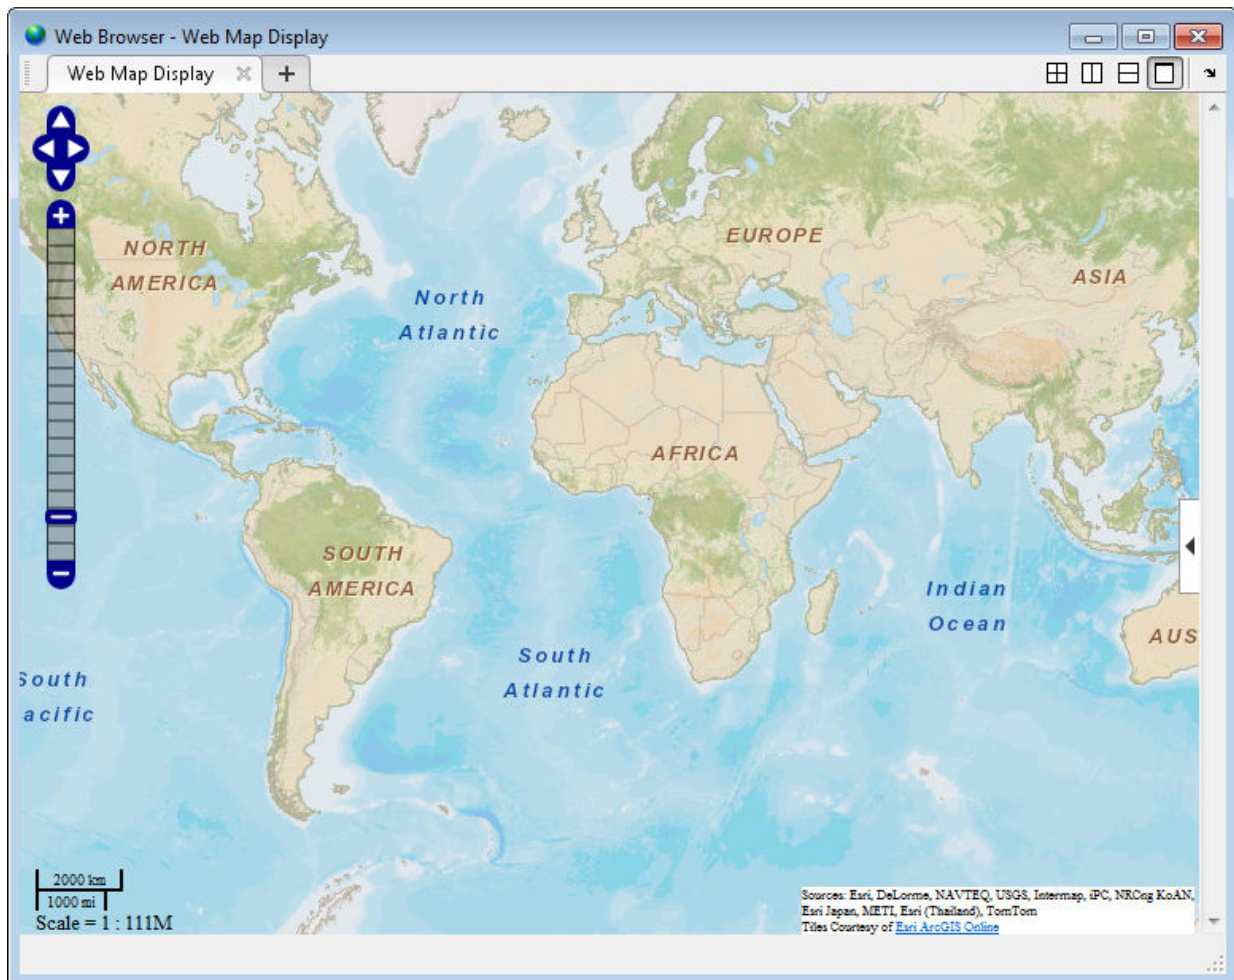 Web Browser - Web Map Display
Web Map Display
NORTH
AMERICA
EUROPE
ASIA
North
Atlantic
AFRICA
SOUTH
AMERICA
Indian
Ocean
AUS
South
Atlantic
South
acific
2000 km
1000 mi
Scale = 1 : 111M
Sources: Esri, DeLorme, NAVTEQ, USGS, Intermap, iPC, NRCng KoAN,
Esri Japan, METI, Esri (Thailand), TomTom
Tiles Courtesy of Esri ArcGIS Online